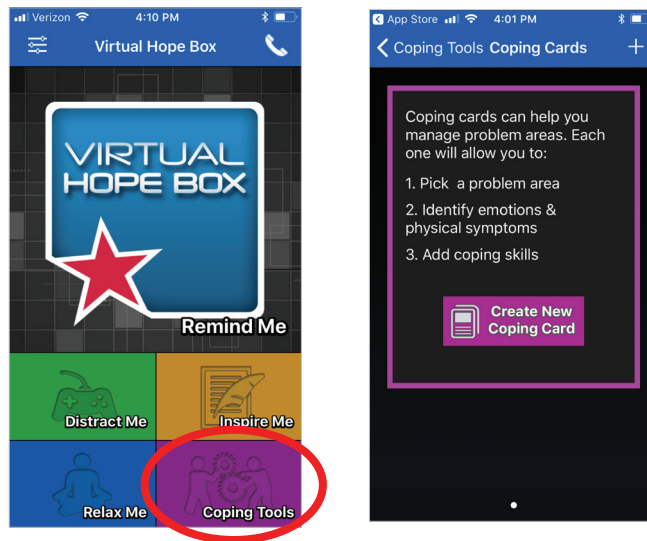 Verizon 4:10 PM
Virtual Hope Box
VIRTUAL
HOPE BOX
Remind Me
Distract Me
Inspire Me
Relax Me
Coping Tools
App Store 4:01 PM
Coping Tools Coping Cards +
Coping cards can help you
manage problem areas. Each
one will allow you to:
1. Pick a problem area
2. Identify emotions &
physical symptoms
3. Add coping skills
Create New
Coping Card